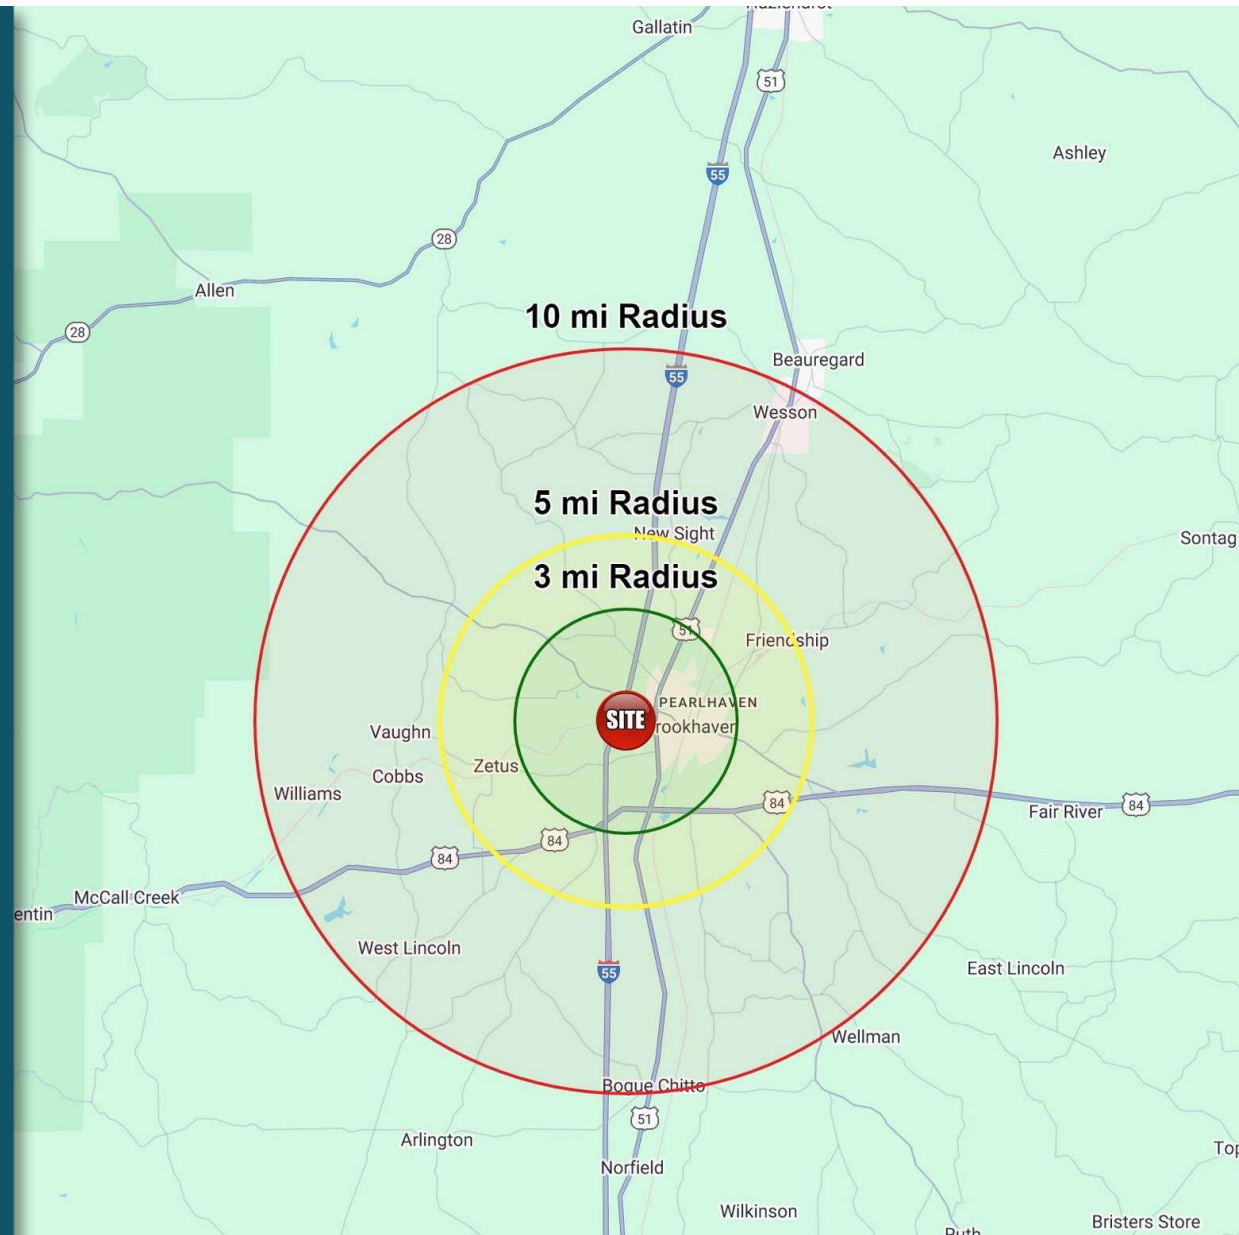 Hazlehurst
Gallatin
51
Ashley
55
28
Allen
28
10 mi Radius
Beauregard
55
Wesson
5 mi Radius
New Sight
Sontag
3 mi Radius
51
Friendship
PEARLHAVEN
SITE
rookhaven
Vaughn
Zetus
Cobbs
Williams
84
84
Fair River
84
84
McCall Creek
entin
West Lincoln
East Lincoln
55
Wellman
Bogue Chitto
51
Arlington
Top
Norfield
Wilkinson
Bristers Store
Ruth